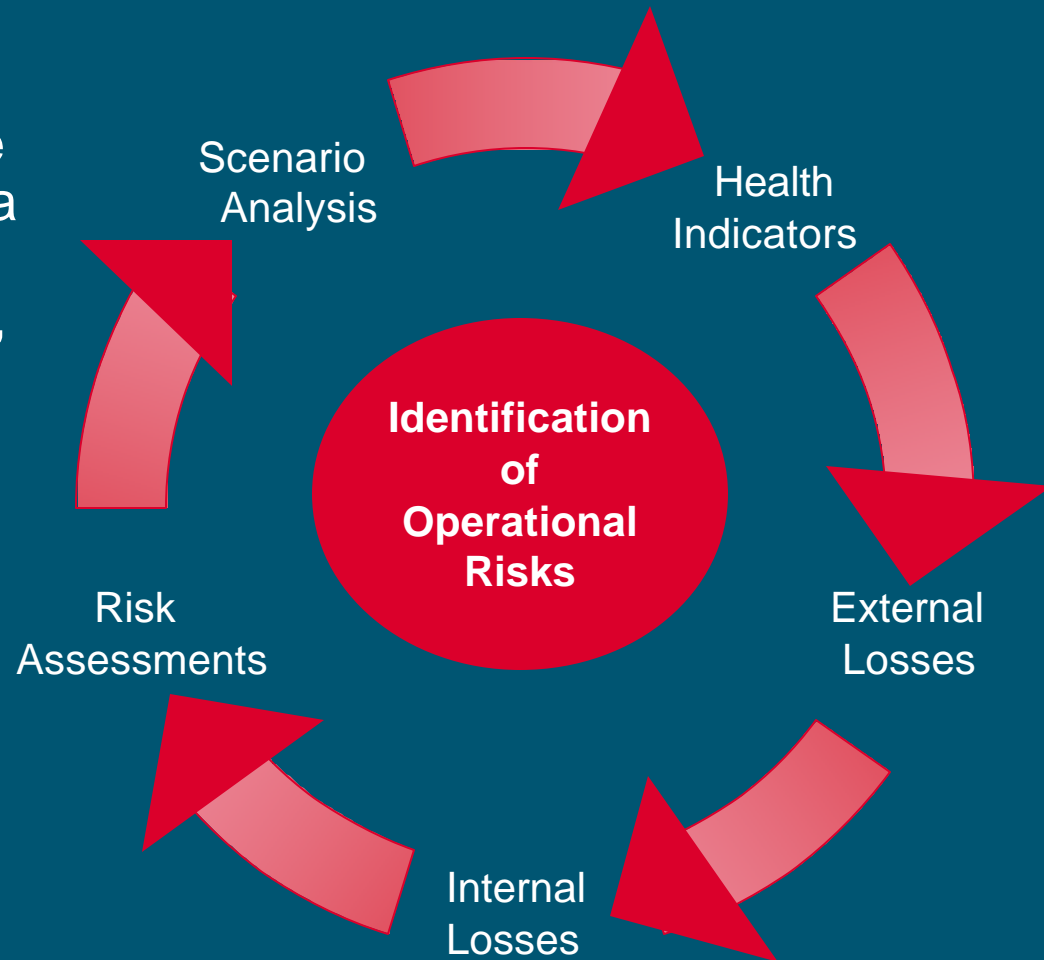 Scenario
Analysis
Health
Indicators
Identification
of
Operational
Risks
External
Losses
Internal
Losses
Risk
Assessments